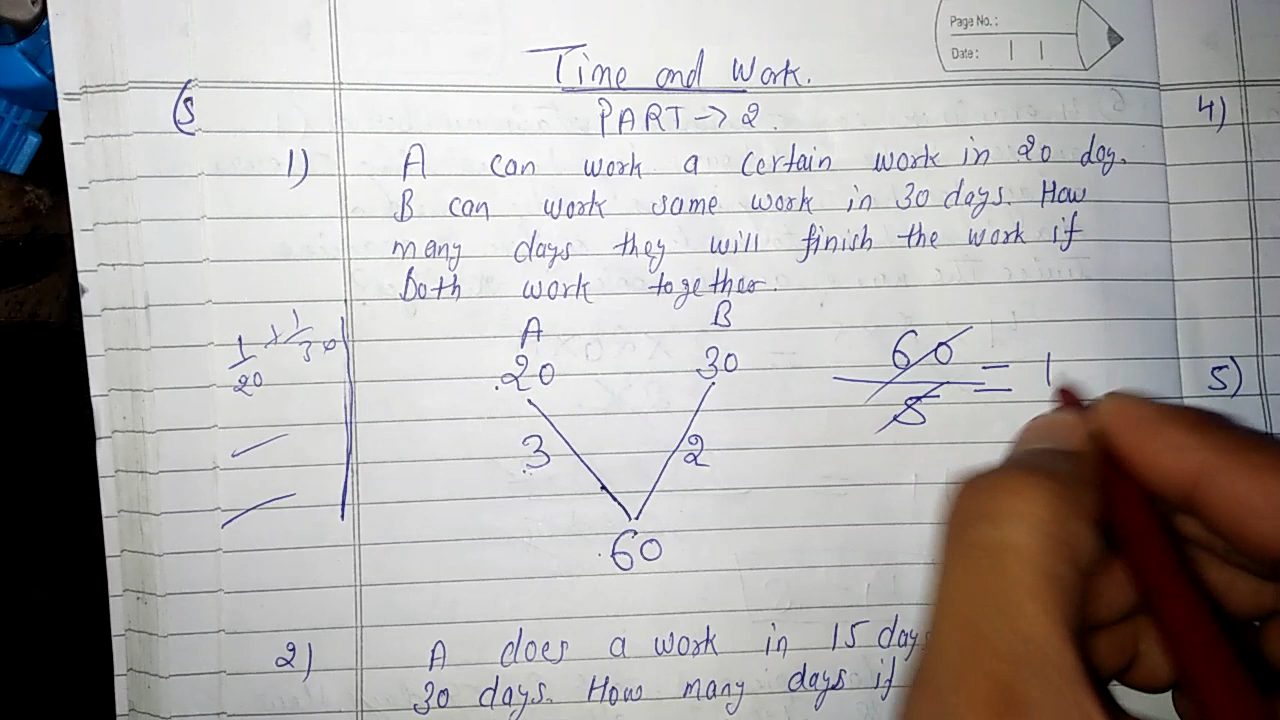 Page No.:
Date:
Time and Work.
PART → 2.
(5
4)
1) A can work a certain work in 20 day.
B can work same work in 30 days. How
many days they will finish the work if
both work together.
A B
1/20 + 1/30
20 30
60/5 = 1
5)
3 2
60
2) A does a work in 15 day
30 days. How many days if